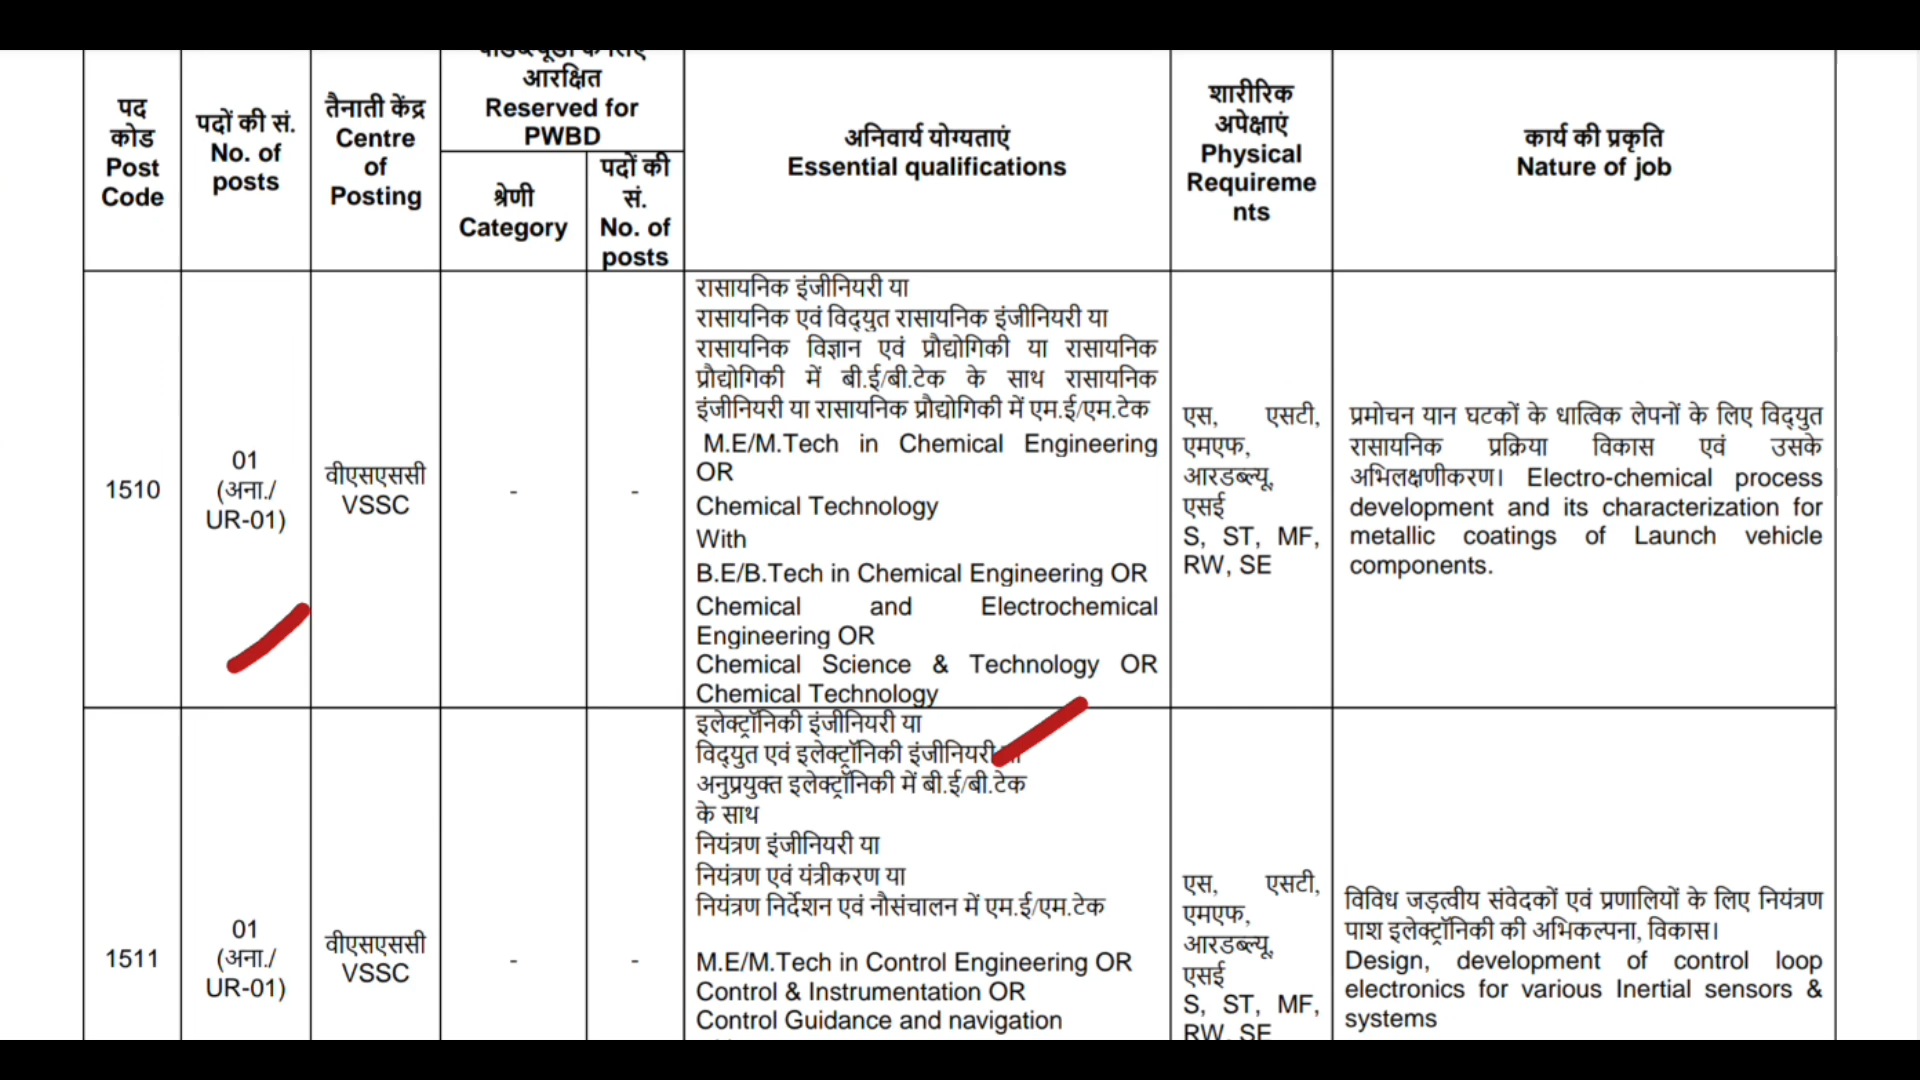 आरक्षित
Reserved for
PWBD
पद
कोड
Post
Code
पदों की सं.
No. of
posts
तैनाती केंद्र
Centre
of
Posting
श्रेणी
Category
पदों की
सं.
No. of
posts
अनिवार्य योग्यताएं
Essential qualifications
शारीरिक
अपेक्षाएं
Physical
Requireme
nts
कार्य की प्रकृति
Nature of job
1510
01
(अना./
UR-01)
वीएसएससी
VSSC
-
-
रासायनिक इंजीनियरी या
रासायनिक एवं विद्युत रासायनिक इंजीनियरी या
रासायनिक विज्ञान एवं प्रौद्योगिकी या रासायनिक
प्रौद्योगिकी में बी.ई/बी.टेक के साथ रासायनिक
इंजीनियरी या रासायनिक प्रौद्योगिकी में एम.ई/एम.टेक
M.E/M.Tech in Chemical Engineering
OR
Chemical Technology
With
B.E/B.Tech in Chemical Engineering OR
Chemical and Electrochemical
Engineering OR
Chemical Science & Technology OR
Chemical Technology
एस, एसटी,
एमएफ,
आरडब्ल्यू,
एसई
S, ST, MF,
RW, SE
प्रमोचन यान घटकों के धात्विक लेपनों के लिए विद्युत
रासायनिक प्रक्रिया विकास एवं उसके
अभिलक्षणीकरण। Electro-chemical process
development and its characterization for
metallic coatings of Launch vehicle
components.
1511
01
(अना./
UR-01)
वीएसएससी
VSSC
-
-
इलेक्ट्रॉनिकी इंजीनियरी या
विद्युत एवं इलेक्ट्रॉनिकी इंजीनियरी
अनुप्रयुक्त इलेक्ट्रॉनिकी में बी.ई/बी.टेक
के साथ
नियंत्रण इंजीनियरी या
नियंत्रण एवं यंत्रीकरण या
नियंत्रण निर्देशन एवं नौसंचालन में एम.ई/एम.टेक
M.E/M.Tech in Control Engineering OR
Control & Instrumentation OR
Control Guidance and navigation
एस, एसटी,
एमएफ,
आरडब्ल्यू,
एसई
S, ST, MF,
RW, SE
विविध जड़त्वीय संवेदकों एवं प्रणालियों के लिए नियंत्रण
पाश इलेक्ट्रॉनिकी की अभिकल्पना, विकास।
Design, development of control loop
electronics for various Inertial sensors &
systems